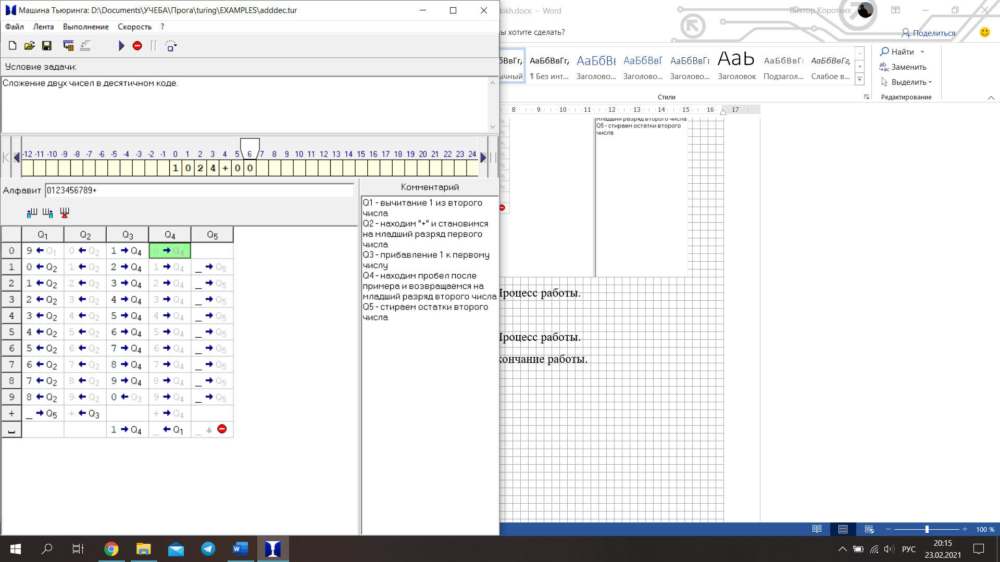 Машина Тьюринга: D:\Documents\УЧЕБА\Прога\turing\EXAMPLES\adddec.tur
Файл Лента Выполнение Скорость ?
Условие задачи:
Сложение двух чисел в десятичном коде.
-12 -11 -10 -9 -8 -7 -6 -5 -4 -3 -2 -1 0 1 2 3 4 5 6 7 8 9 10 11 12 13 14 15 16 17 18 19 20 21 22 23 24
1 0 2 4 + 0 0
Алфавит 0123456789+
Q1 Q2 Q3 Q4 Q5
0 9 ← Q1 0 ← Q2 1 → Q4 0 → Q4
1 0 ← Q2 1 ← Q2 2 → Q4 1 → Q4 _ → Q5
2 1 ← Q2 2 ← Q2 3 → Q4 2 → Q4 _ → Q5
3 2 ← Q2 3 ← Q2 4 → Q4 3 → Q4 _ → Q5
4 3 ← Q2 4 ← Q2 5 → Q4 4 → Q4 _ → Q5
5 4 ← Q2 5 ← Q2 6 → Q4 5 → Q4 _ → Q5
6 5 ← Q2 6 ← Q2 7 → Q4 6 → Q4 _ → Q5
7 6 ← Q2 7 ← Q2 8 → Q4 7 → Q4 _ → Q5
8 7 ← Q2 8 ← Q2 9 → Q4 8 → Q4 _ → Q5
9 8 ← Q2 9 ← Q2 0 ← Q3 9 → Q4 _ → Q5
+ _ → Q5 + ← Q3 + → Q4
␣ 1 → Q4 _ ← Q1 _ ↓
Комментарий
Q1 - вычитание 1 из второго
числа
Q2 - находим "+" и становимся
на младший разряд первого
числа
Q3 - прибавление 1 к первому
числу
Q4 - находим пробел после
примера и возвращаемся на
младший разряд второго числа
Q5 - стираем остатки второго
числа
kikh.docx - Word
Виктор Коротких
вы хотите сделать?
Поделиться
АаБбВвГг, АаБбВвГг, АаБбВв АаБбВвГ АаБбВвГг АаЬ АаБбВвГг АаБбВвГг,
¶ Без инт... Заголово... Заголово... Заголово... Заголовок Подзагол... Слабое в...
Стили
Найти
Заменить
Выделить
Редактирование
8 9 10 11 12 13 14 15 16 17
Q5
младший разряд второго числа
Q5 - стираем остатки второго
числа
Q5
Q5
Q5
Q5
Q5
Q5
Процесс работы.
Процесс работы.
кончание работы.
100 %
РУС
20:15
23.02.2021